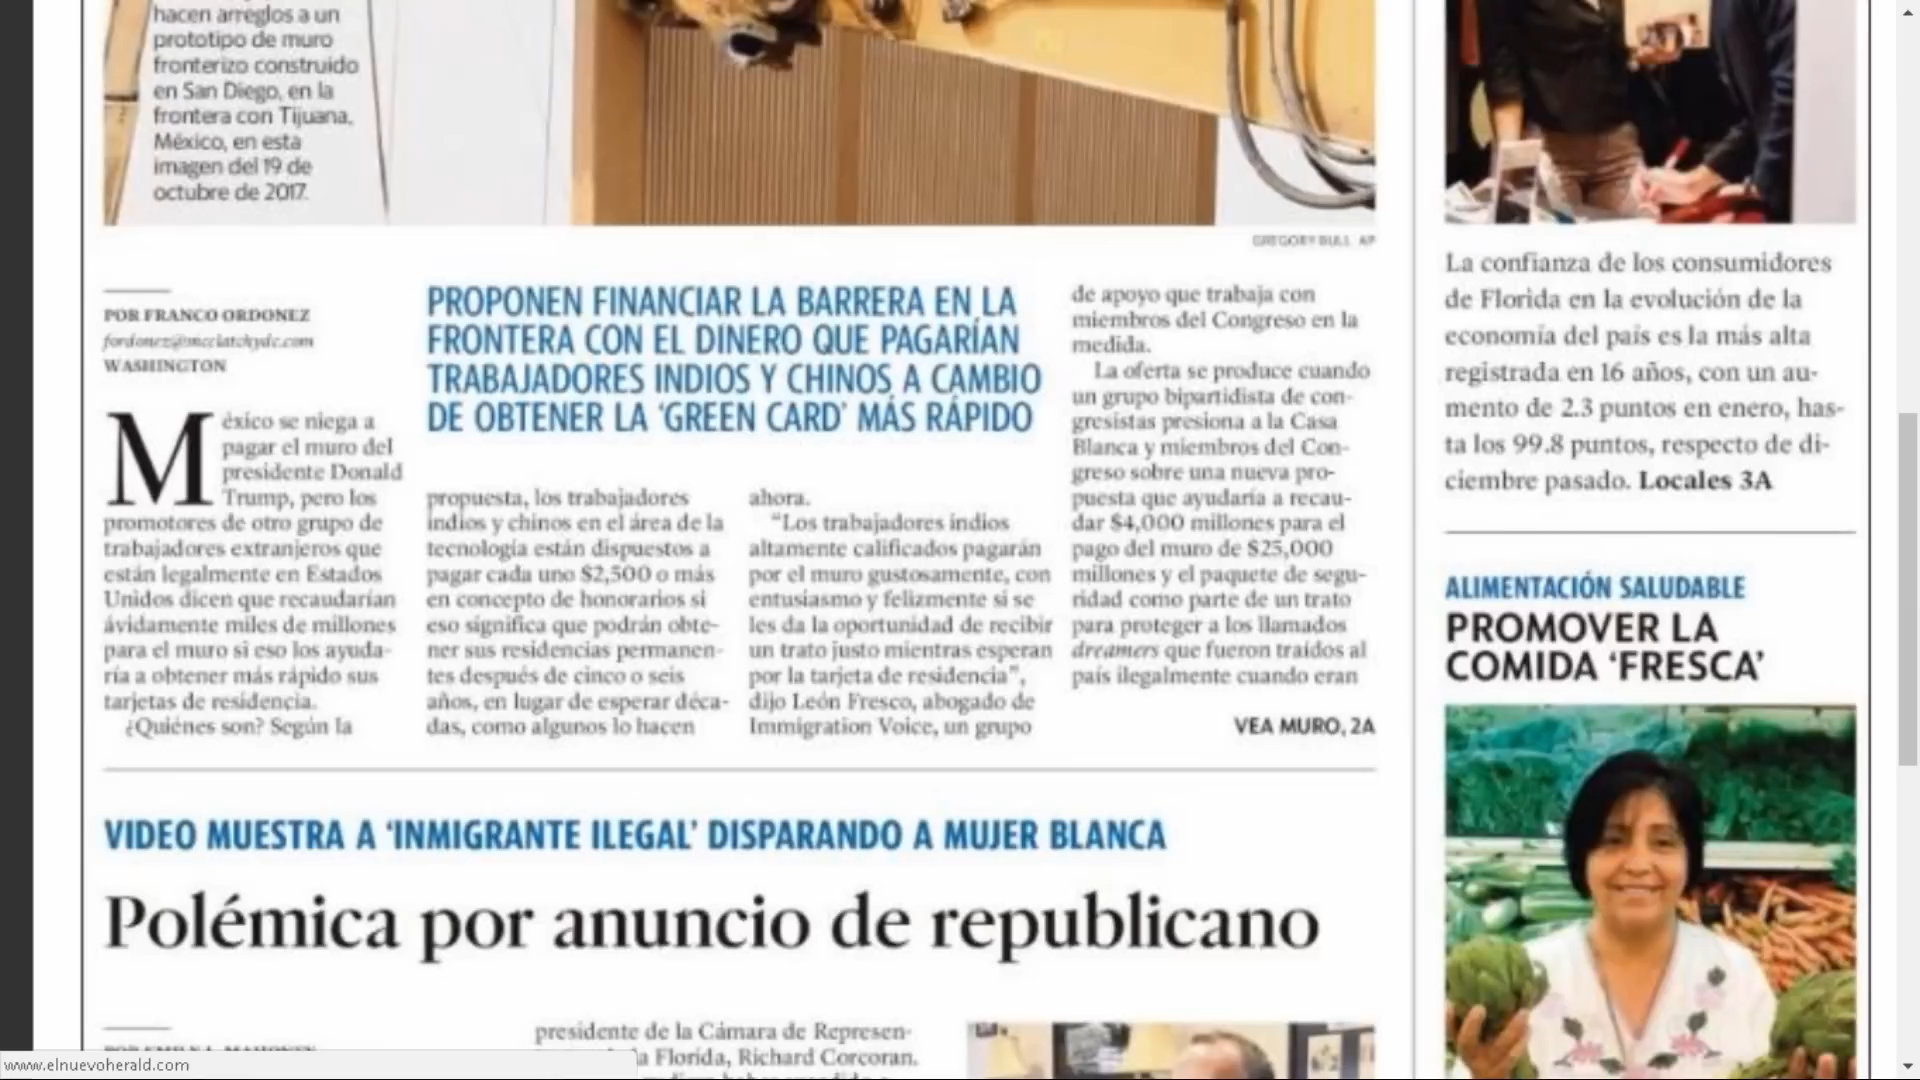 hacen arreglos a un
prototipo de muro
fronterizo construido
en San Diego, en la
frontera con Tijuana,
México, en esta
imagen del 19 de
octubre de 2017.
GREGORY BULL AP
POR FRANCO ORDONEZ
fordonez@mcclatchydc.com
WASHINGTON
México se niega a
pagar el muro del
presidente Donald
Trump, pero los
promotores de otro grupo de
trabajadores extranjeros que
están legalmente en Estados
Unidos dicen que recaudarían
ávidamente miles de millones
para el muro si eso los ayuda-
ría a obtener más rápido sus
tarjetas de residencia.
¿Quiénes son? Según la
PROPONEN FINANCIAR LA BARRERA EN LA
FRONTERA CON EL DINERO QUE PAGARÍAN
TRABAJADORES INDIOS Y CHINOS A CAMBIO
DE OBTENER LA ‘GREEN CARD’ MÁS RÁPIDO
propuesta, los trabajadores
indios y chinos en el área de la
tecnología están dispuestos a
pagar cada uno $2,500 o más
en concepto de honorarios si
eso significa que podrán obte-
ner sus residencias permanen-
tes después de cinco o seis
años, en lugar de esperar déca-
das, como algunos lo hacen
ahora.
“Los trabajadores indios
altamente calificados pagarán
por el muro gustosamente, con
entusiasmo y felizmente si se
les da la oportunidad de recibir
un trato justo mientras esperan
por la tarjeta de residencia”,
dijo León Fresco, abogado de
Immigration Voice, un grupo
de apoyo que trabaja con
miembros del Congreso en la
medida.
La oferta se produce cuando
un grupo bipartidista de con-
gresistas presiona a la Casa
Blanca y miembros del Con-
greso sobre una nueva pro-
puesta que ayudaría a recau-
dar $4,000 millones para el
pago del muro de $25,000
millones y el paquete de segu-
ridad como parte de un trato
para proteger a los llamados
dreamers que fueron traídos al
país ilegalmente cuando eran
VEA MURO, 2A
VIDEO MUESTRA A ‘INMIGRANTE ILEGAL’ DISPARANDO A MUJER BLANCA
Polémica por anuncio de republicano
presidente de la Cámara de Represen-
a Florida, Richard Corcoran.
La confianza de los consumidores
de Florida en la evolución de la
economía del país es la más alta
registrada en 16 años, con un au-
mento de 2.3 puntos en enero, has-
ta los 99.8 puntos, respecto de di-
ciembre pasado. Locales 3A
ALIMENTACIÓN SALUDABLE
PROMOVER LA
COMIDA ‘FRESCA’
www.elnuevoherald.com